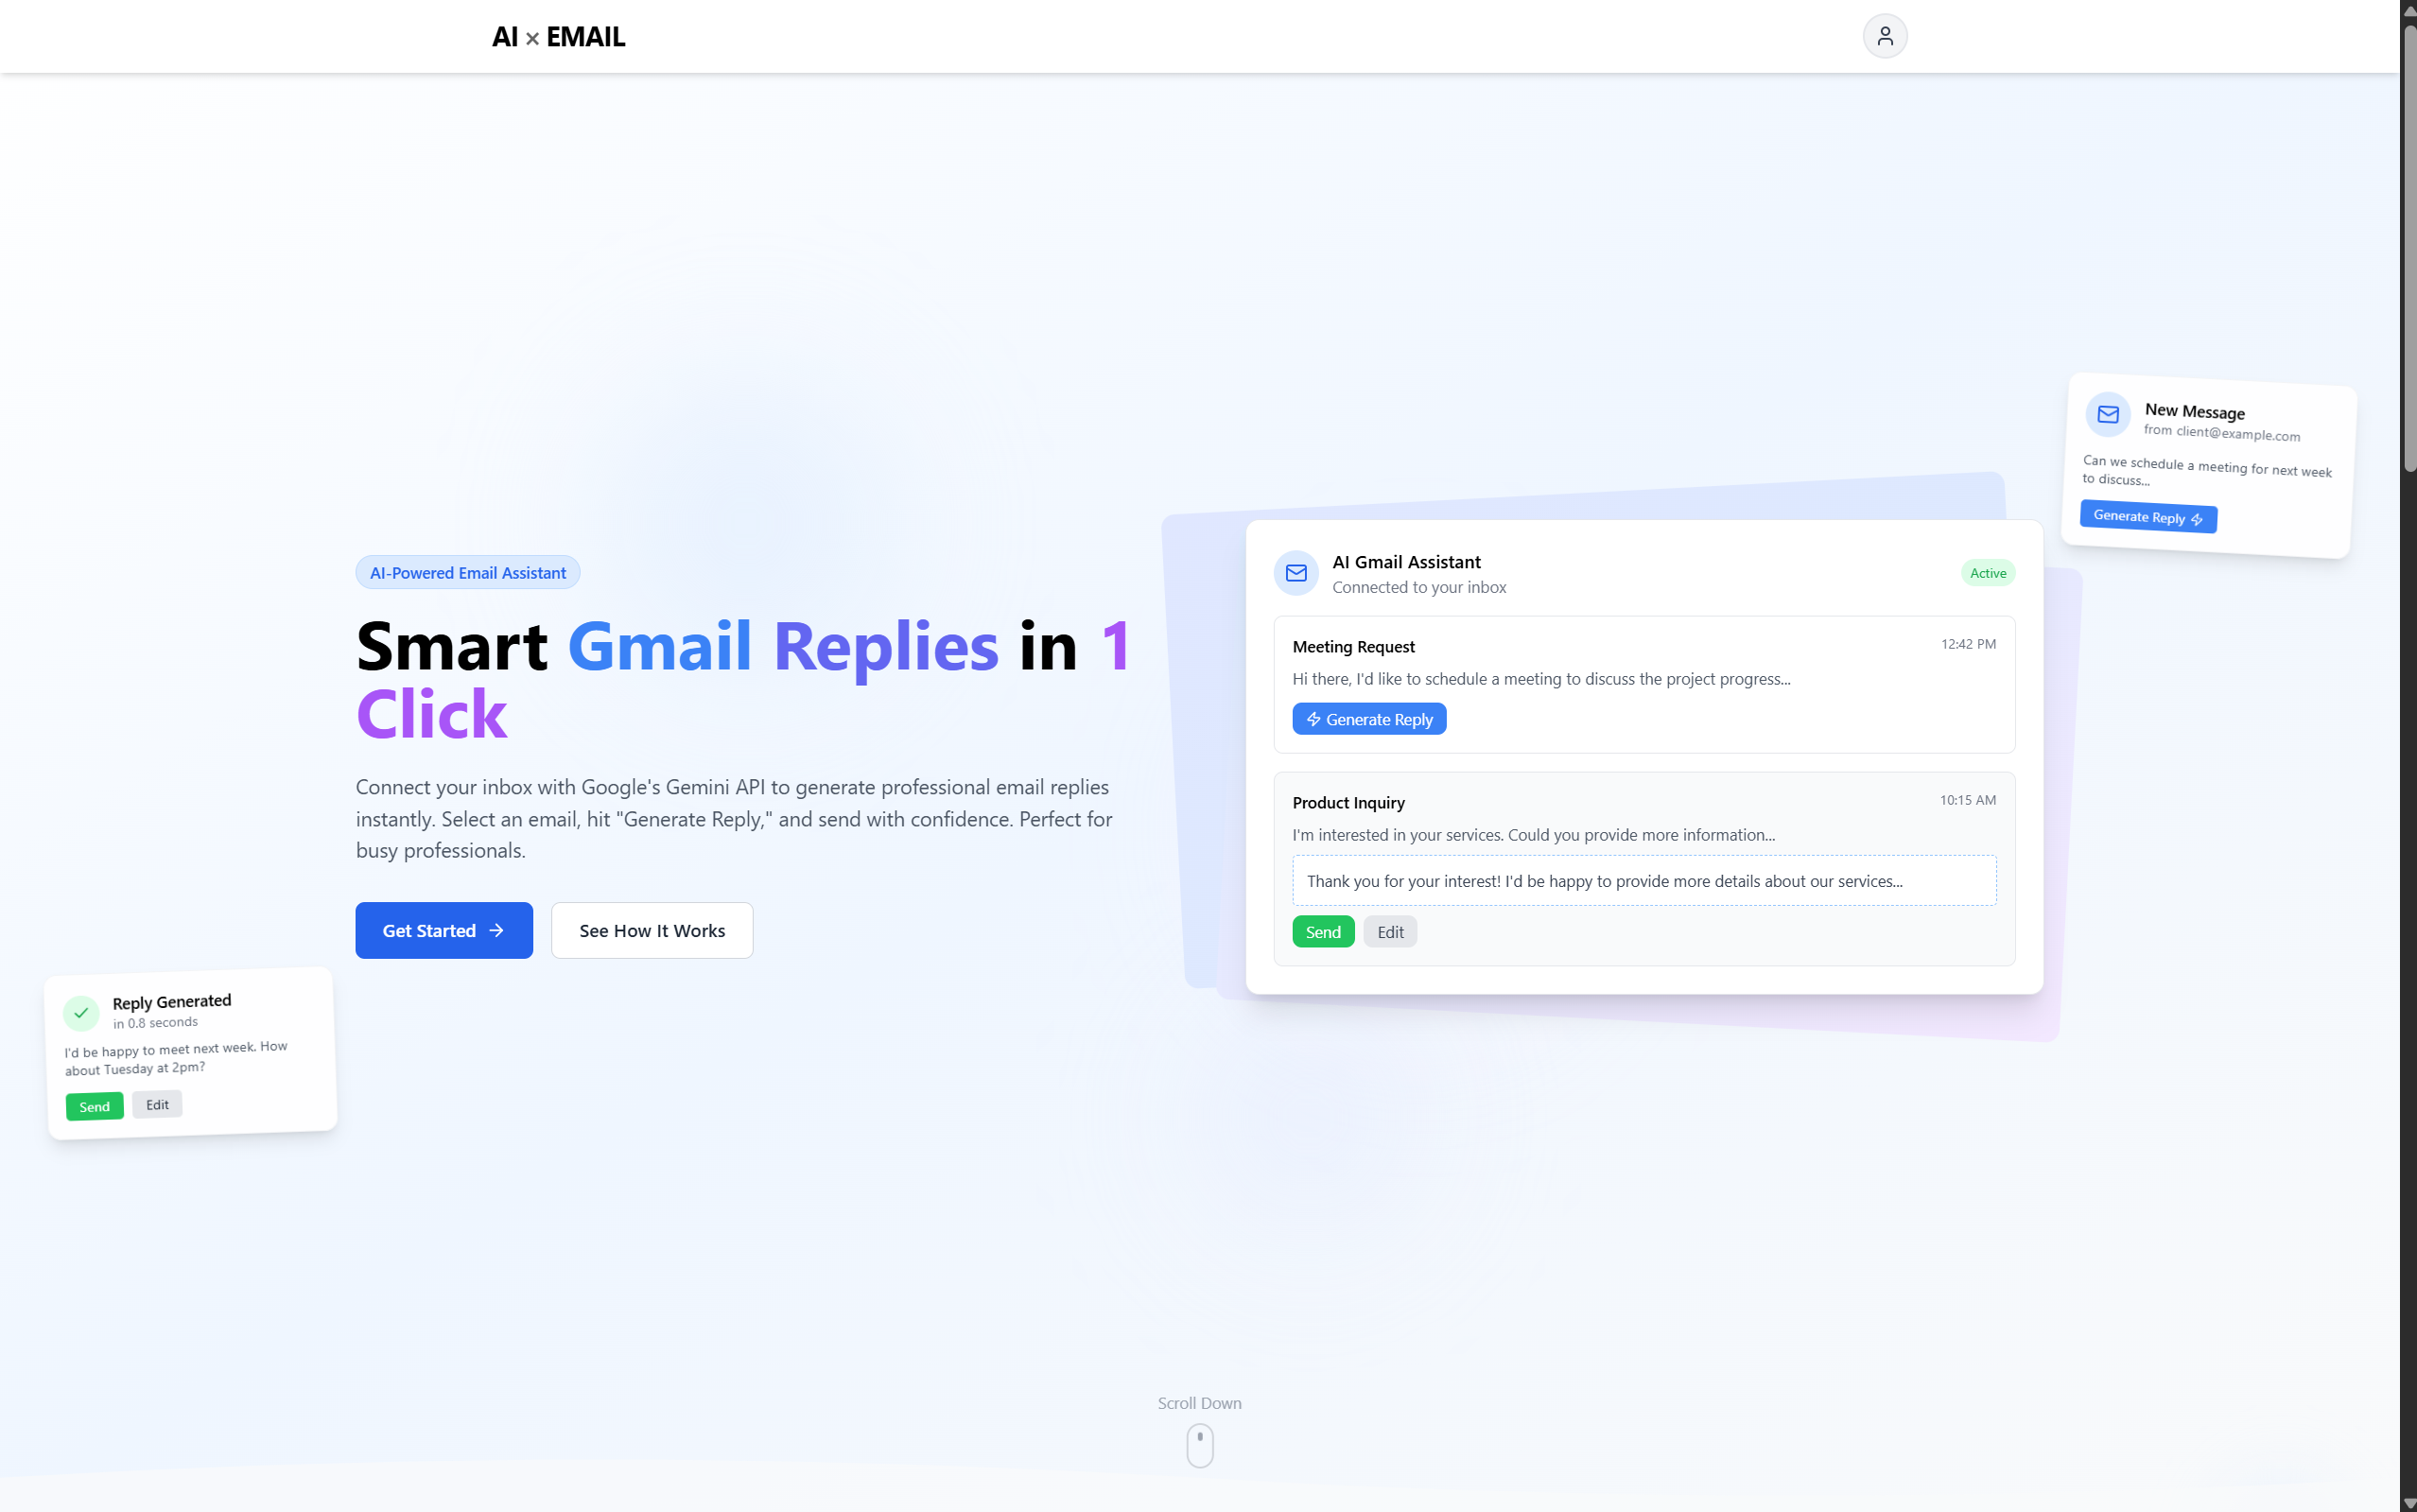 AI × EMAIL
AI-Powered Email Assistant
Smart Gmail Replies in 1
Click
Connect your inbox with Google's Gemini API to generate professional email replies
instantly. Select an email, hit "Generate Reply," and send with confidence. Perfect for
busy professionals.
Get Started
See How It Works
Reply Generated
in 0.8 seconds
I'd be happy to meet next week. How
about Tuesday at 2pm?
Send
Edit
AI Gmail Assistant
Connected to your inbox
Active
Meeting Request
12:42 PM
Hi there, I'd like to schedule a meeting to discuss the project progress...
Generate Reply
Product Inquiry
10:15 AM
I'm interested in your services. Could you provide more information...
Thank you for your interest! I'd be happy to provide more details about our services...
Send
Edit
New Message
from client@example.com
Can we schedule a meeting for next week
to discuss...
Generate Reply
Scroll Down